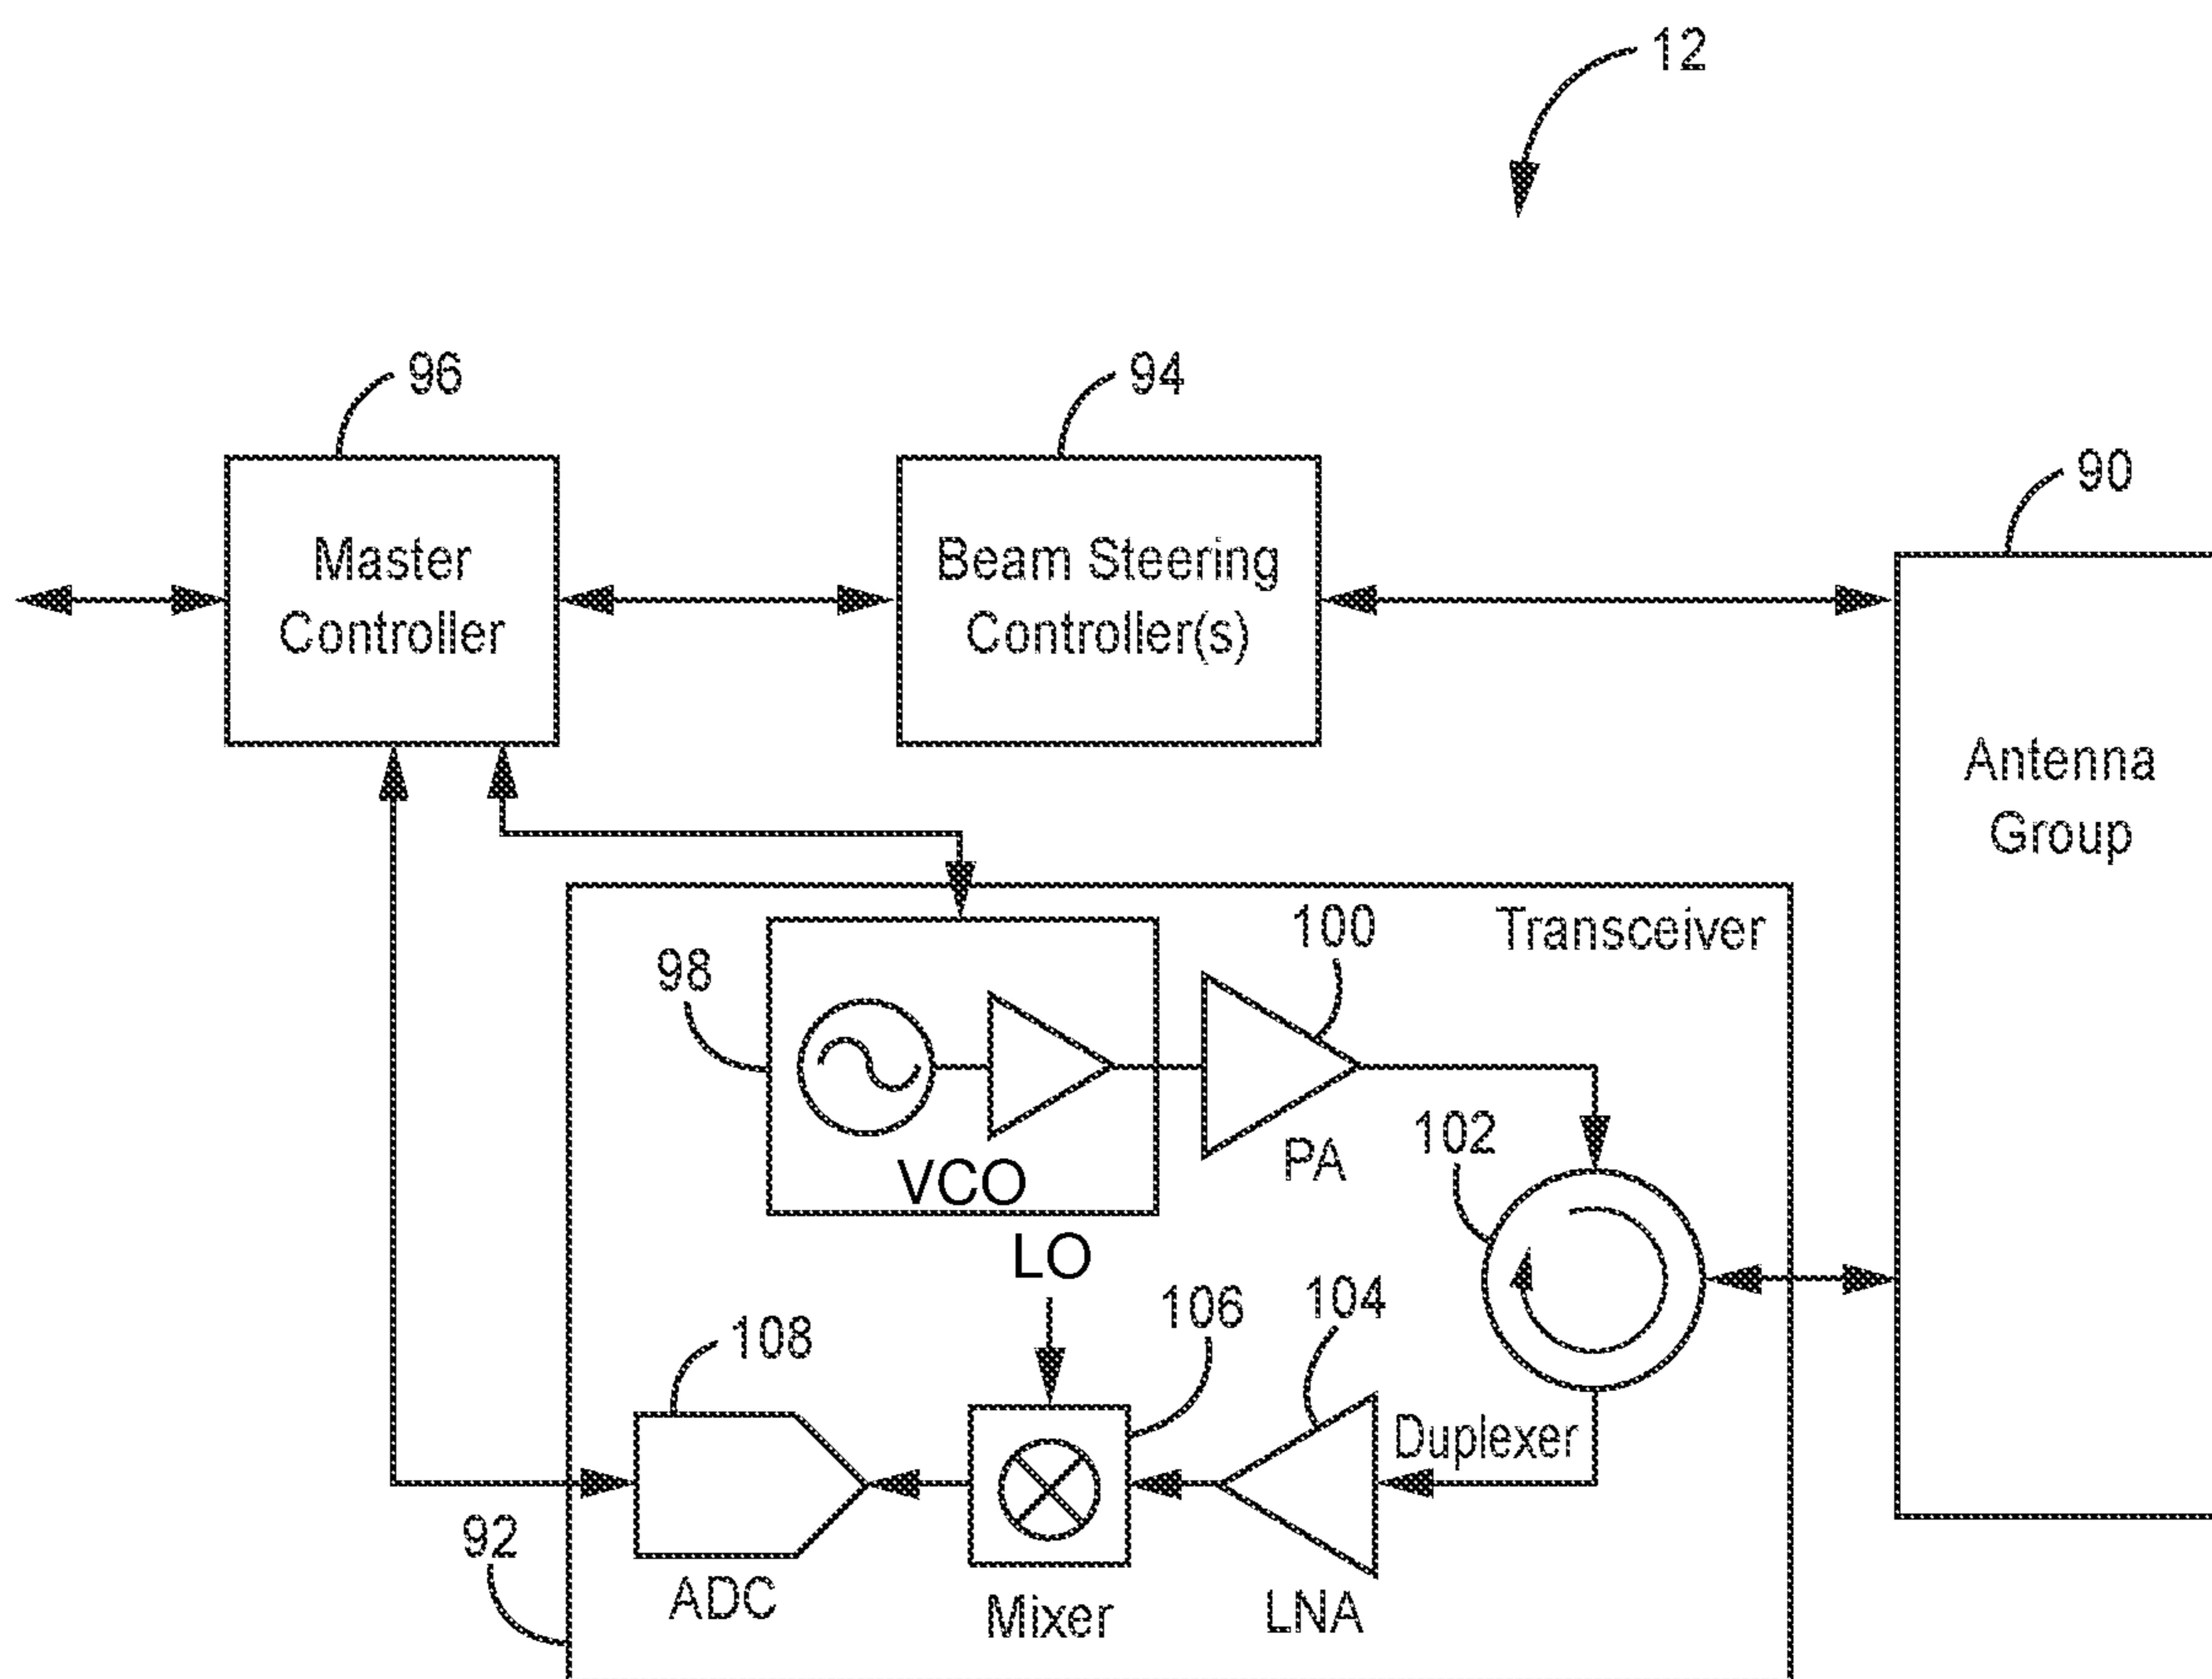 12
96
94
90
Master
Controller
Beam Steering
Controller(s)
Antenna
Group
Transceiver
100
98
VCO
PA
102
LO
108
106
104
Duplexer
92
ADC
Mixer
LNA